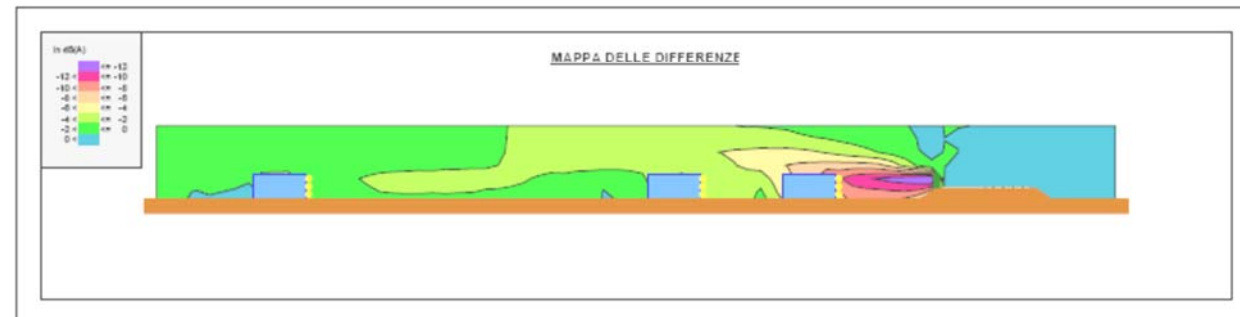 in dB(A)
<= -12
-12 < <= -10
-10 < <= -8
-8 < <= -6
-6 < <= -4
-4 < <= -2
-2 < <= 0
0 <
MAPPA DELLE DIFFERENZE